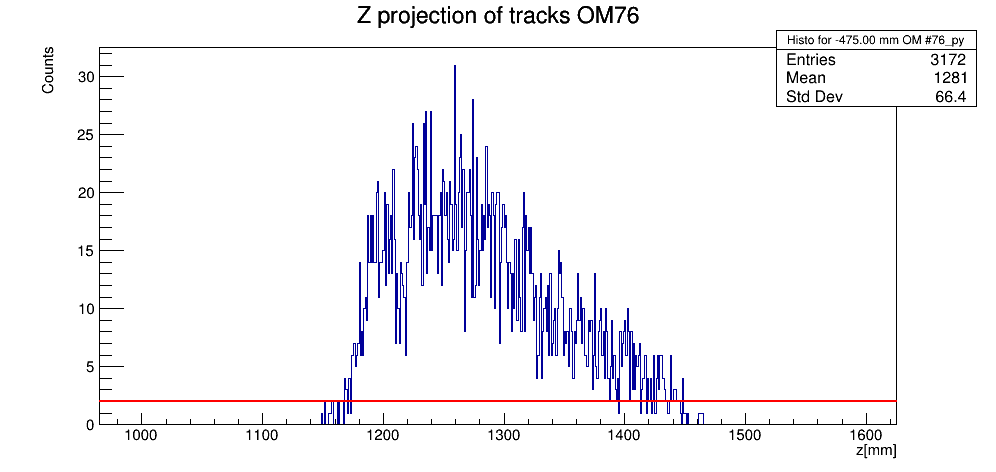 Z projection of tracks OM76
Histo for -475.00 mm OM #76_py
Entries 3172
Mean 1281
Std Dev 66.4
Counts
30
25
20
15
10
5
0
1000 1100 1200 1300 1400 1500 1600
z[mm]